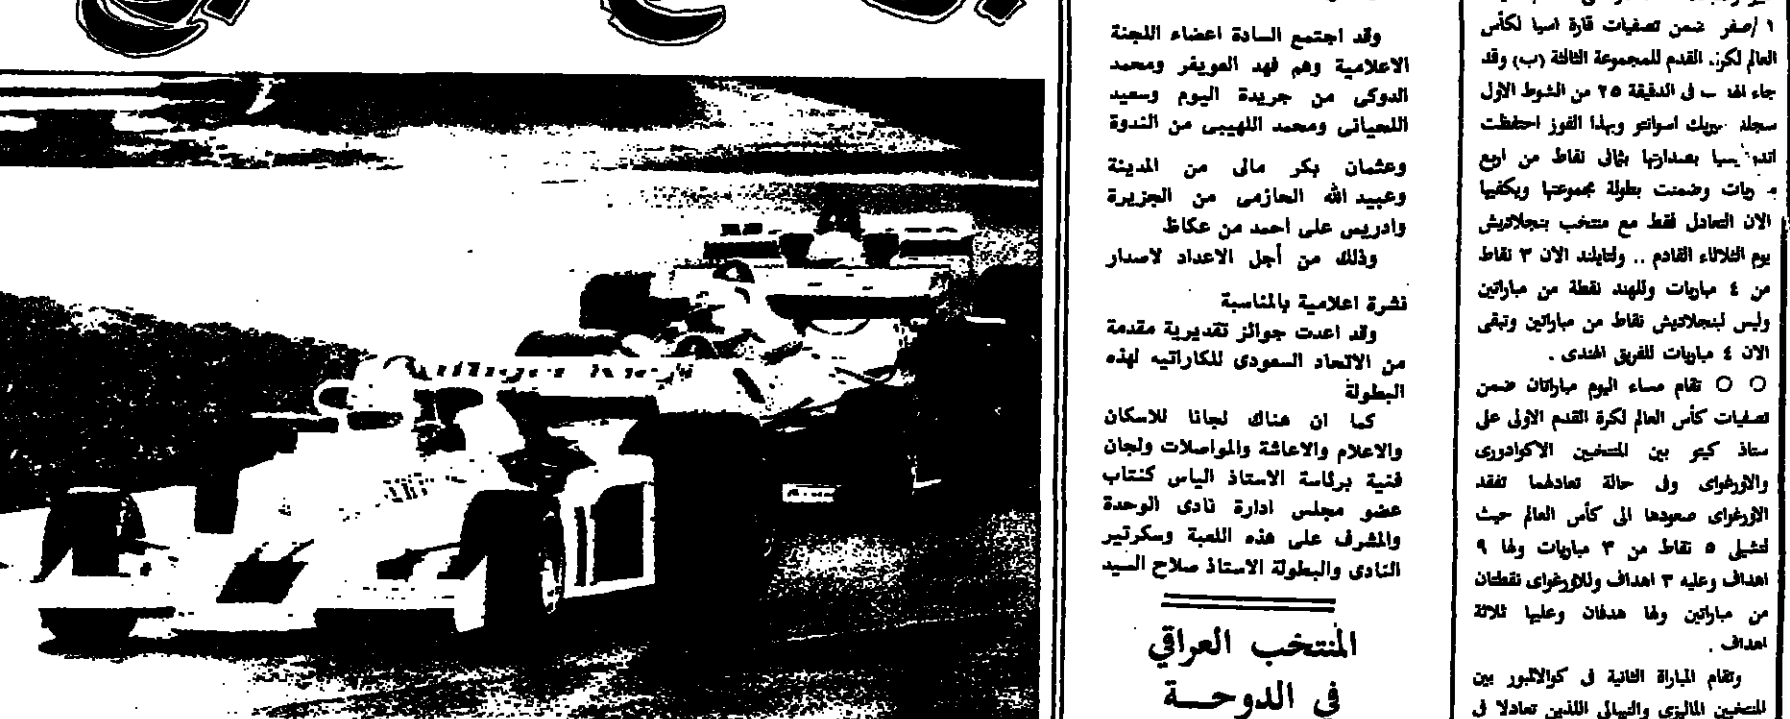 ١/صفر ضمن تصفيات قارة اسيا لكأس
العالم لكرة القدم للمجموعة الثالثة (ب) وقد
جاء الهدف فى الدقيقة ٢٥ من الشوط الاول
سجله اسوانتو وبهذا الفوز احتفظت
بصدارتها بثمانى نقاط من اربع
وضمنت بطولة مجموعتها ويكفيها
الان التعادل فقط مع منتخب بنجلاديش
يوم الثلاثاء القادم .. ولتايلند الان ٣ نقاط
من ٤ مباريات وللهند نقطة من مباراتين
وليس لبنجلاديش نقاط من مباراتين وتبقى
الان ٤ مباريات للفريق الهندى .
○ ○ تقام مساء اليوم مباراتان ضمن
تصفيات كأس العالم لكرة القدم الاولى على
ستاد كيتو بين المنتخبين الاكوادورى
والاورغواى وفى حالة تعادلهما تفقد
الاورغواى صعودها الى كأس العالم حيث
لتشيلى ٥ نقاط من ٣ مباريات ولها ٩
اهداف وعليه ٣ اهداف وللاورغواى نقطتان
من مباراتين ولها هدفان وعليها ثلاثة
اهداف .
وتقام المباراة الثانية فى كوالالمبور بين
المنتخبين الماليزى والنيبالى اللذين تعادلا فى
وقد اجتمع السادة اعضاء اللجنة
الاعلامية وهم فهد العويفر ومحمد
الدوكى من جريدة اليوم وسعيد
اللحيانى ومحمد اللهيبى من الندوة
وعثمان بكر مالى من المدينة
وعبيد الله الحازمى من الجزيرة
وادريس على احمد من عكاظ
وذلك من أجل الاعداد لاصدار
نشرة اعلامية بالمناسبة
وقد اعدت جوائز تقديرية مقدمة
من الاتحاد السعودى للكاراتيه لهذه
البطولة
كما ان هناك لجانا للاسكان
والاعلام والاعاشة والمواصلات ولجان
فنية برئاسة الاستاذ الياس كنتاب
عضو مجلس ادارة نادى الوحدة
والمشرف على هذه اللعبة وسكرتير
النادى والبطولة الاستاذ صلاح السيد
المنتخب العراقي
في الدوحـــة